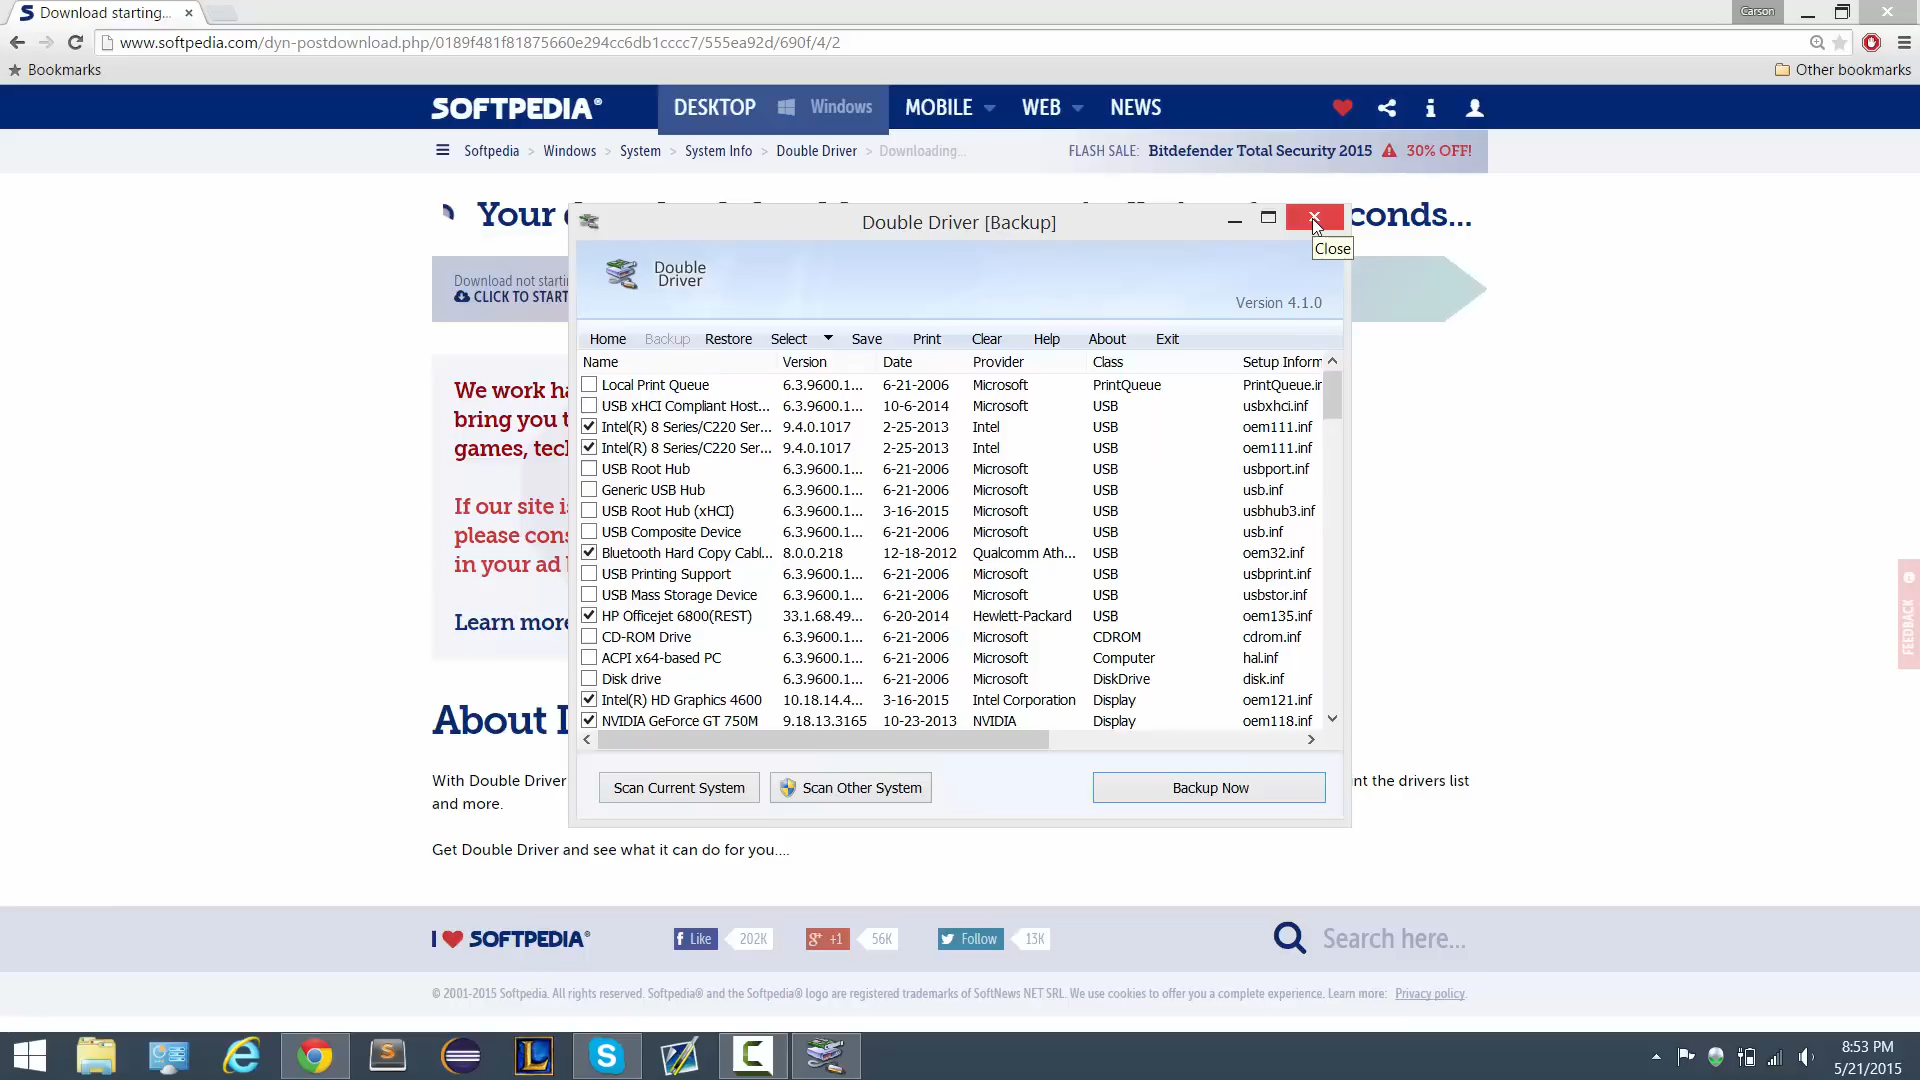 Download starting...
Carson
www.softpedia.com/dyn-postdownload.php/0189f481f81875660e294cc6db1cccc7/555ea92d/690f/4/2
Bookmarks
Other bookmarks
SOFTPEDIA®
DESKTOP Windows MOBILE WEB NEWS
Softpedia > Windows > System > System Info > Double Driver > Downloading...
FLASH SALE: Bitdefender Total Security 2015 30% OFF!
Your
conds...
Double Driver [Backup]
Close
Download not starti
CLICK TO START
Double
Driver
Version 4.1.0
Home Backup Restore Select Save Print Clear Help About Exit
Name Version Date Provider Class Setup Inform
Local Print Queue 6.3.9600.1... 6-21-2006 Microsoft PrintQueue PrintQueue.ir
USB xHCI Compliant Host... 6.3.9600.1... 10-6-2014 Microsoft USB usbxhci.inf
Intel(R) 8 Series/C220 Ser... 9.4.0.1017 2-25-2013 Intel USB oem111.inf
Intel(R) 8 Series/C220 Ser... 9.4.0.1017 2-25-2013 Intel USB oem111.inf
USB Root Hub 6.3.9600.1... 6-21-2006 Microsoft USB usbport.inf
Generic USB Hub 6.3.9600.1... 6-21-2006 Microsoft USB usb.inf
USB Root Hub (xHCI) 6.3.9600.1... 3-16-2015 Microsoft USB usbhub3.inf
USB Composite Device 6.3.9600.1... 6-21-2006 Microsoft USB usb.inf
Bluetooth Hard Copy Cabl... 8.0.0.218 12-18-2012 Qualcomm Ath... USB oem32.inf
USB Printing Support 6.3.9600.1... 6-21-2006 Microsoft USB usbprint.inf
USB Mass Storage Device 6.3.9600.1... 6-21-2006 Microsoft USB usbstor.inf
HP Officejet 6800(REST) 33.1.68.49... 6-20-2014 Hewlett-Packard USB oem135.inf
CD-ROM Drive 6.3.9600.1... 6-21-2006 Microsoft CDROM cdrom.inf
ACPI x64-based PC 6.3.9600.1... 6-21-2006 Microsoft Computer hal.inf
Disk drive 6.3.9600.1... 6-21-2006 Microsoft DiskDrive disk.inf
Intel(R) HD Graphics 4600 10.18.14.4... 3-16-2015 Intel Corporation Display oem121.inf
NVIDIA GeForce GT 750M 9.18.13.3165 10-23-2013 NVIDIA Display oem118.inf
Scan Current System Scan Other System Backup Now
We work ha
bring you t
games, tecl
If our site i
please cons
in your ad l
Learn more
FEEDBACK
About
With Double Driver
nt the drivers list
and more.
Get Double Driver and see what it can do for you....
I SOFTPEDIA®
Like 202K
g+ +1 56K
Follow 13K
Search here...
© 2001-2015 Softpedia. All rights reserved. Softpedia® and the Softpedia® logo are registered trademarks of SoftNews NET SRL. We use cookies to offer you a complete experience. Learn more: Privacy policy.
8:53 PM
5/21/2015